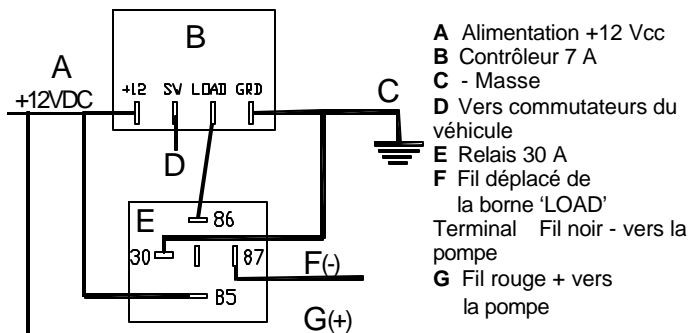 B
A
+12VDC
+12 SW LOAD GRD
C
D
E
86
30
87
F(-)
B5
G(+)
A Alimentation +12 Vcc
B Contrôleur 7 A
C - Masse
D Vers commutateurs du
véhicule
E Relais 30 A
F Fil déplacé de
la borne ‘LOAD’
Terminal Fil noir - vers la
pompe
G Fil rouge + vers
la pompe